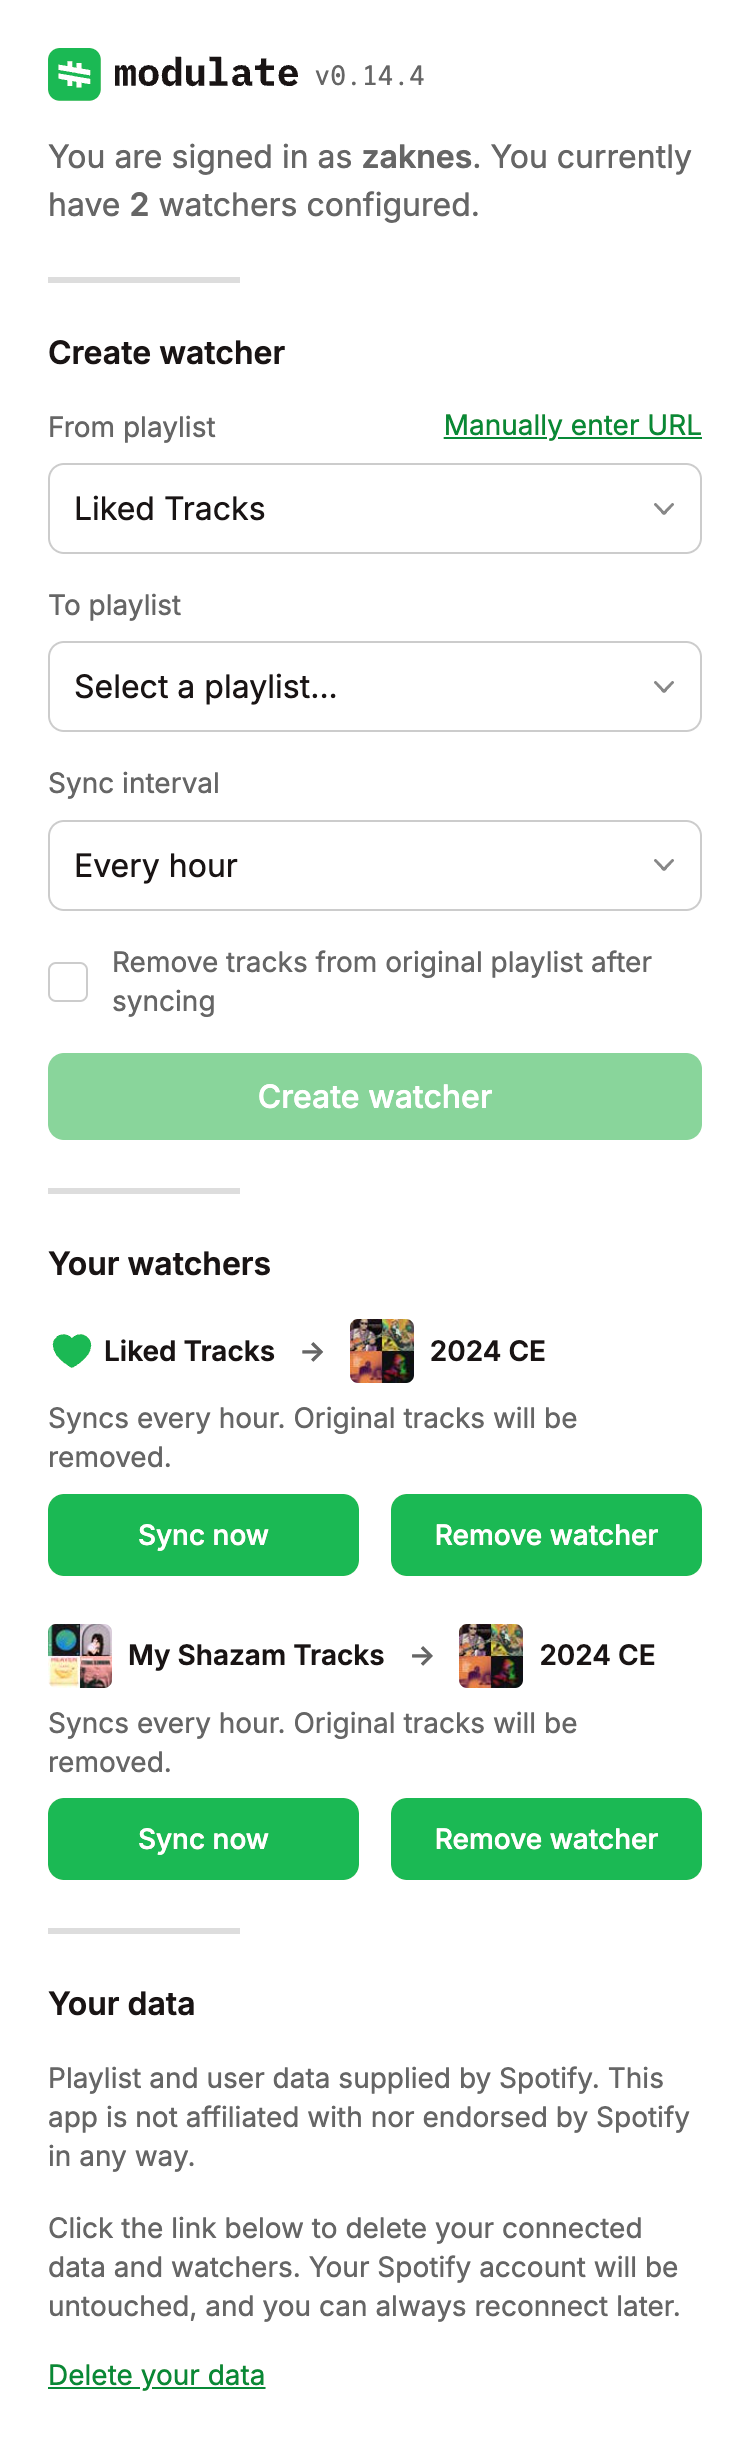 modulate v0.14.4
You are signed in as zaknes. You currently
have 2 watchers configured.
Create watcher
From playlist
Manually enter URL
Liked Tracks
To playlist
Select a playlist...
Sync interval
Every hour
Remove tracks from original playlist after
syncing
Create watcher
Your watchers
Liked Tracks → 2024 CE
Syncs every hour. Original tracks will be
removed.
Sync now
Remove watcher
My Shazam Tracks → 2024 CE
Syncs every hour. Original tracks will be
removed.
Sync now
Remove watcher
Your data
Playlist and user data supplied by Spotify. This
app is not affiliated with nor endorsed by Spotify
in any way.
Click the link below to delete your connected
data and watchers. Your Spotify account will be
untouched, and you can always reconnect later.
Delete your data